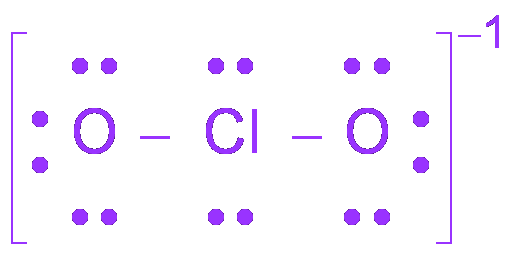 –1
O – Cl – O